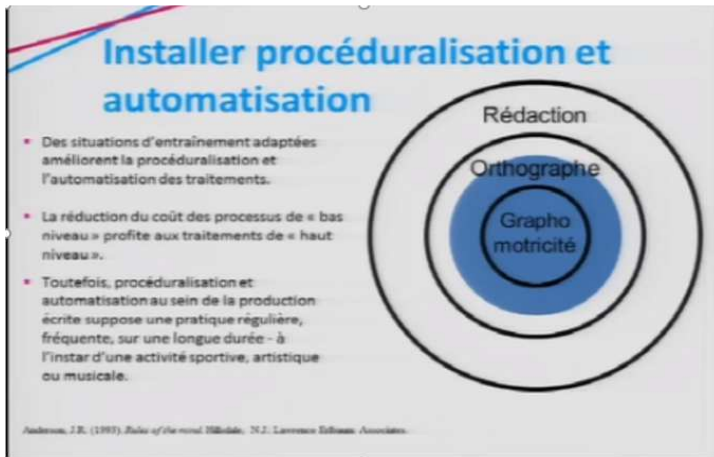 Installer procéduralisation et
automatisation
Des situations d'entraînement adaptées
améliorent la procéduralisation et
l'automatisation des traitements.
La réduction du coût des processus de « bas
niveau » profite aux traitements de « haut
niveau ».
Toutefois, procéduralisation et
automatisation au sein de la production
écrite suppose une pratique régulière,
fréquente, sur une longue durée - à
l'instar d'une activité sportive, artistique
ou musicale.
Rédaction
Orthographe
Grapho
motricité
Anderson, J.R. (1993). Rules of the mind. Hillsdale, N.J.: Lawrence Erlbaum Associates.